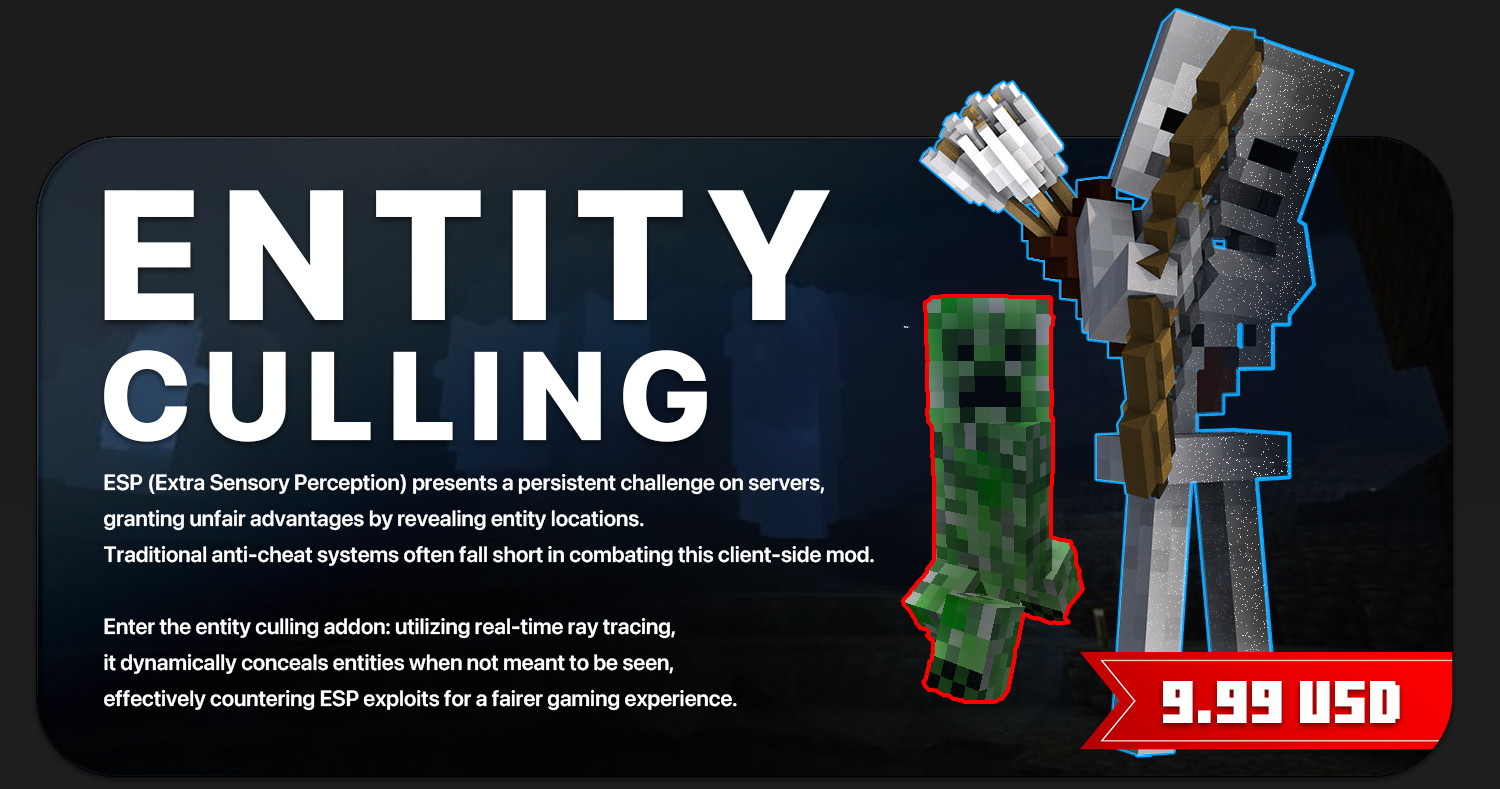 ENTITY
CULLING
ESP (Extra Sensory Perception) presents a persistent challenge on servers,
granting unfair advantages by revealing entity locations.
Traditional anti-cheat systems often fall short in combating this client-side mod.
Enter the entity culling addon: utilizing real-time ray tracing,
it dynamically conceals entities when not meant to be seen,
effectively countering ESP exploits for a fairer gaming experience.
9.99 USD